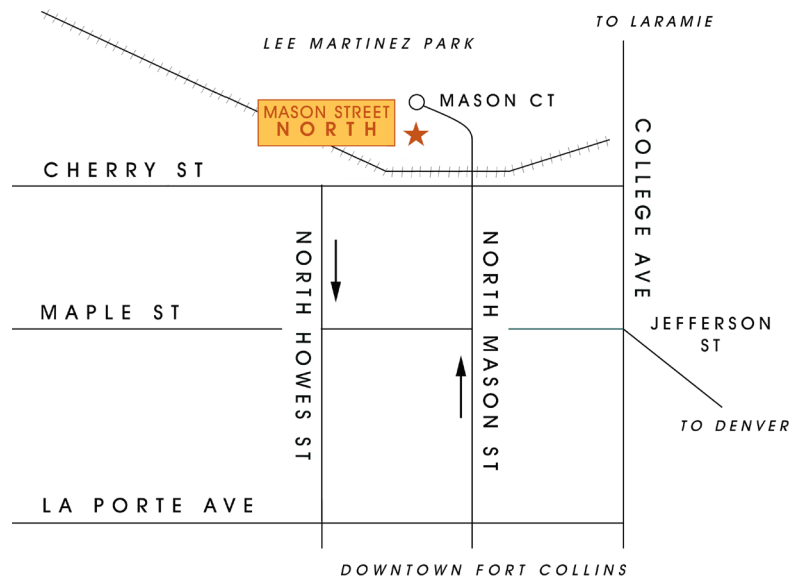 TO LARAMIE
LEE MARTINEZ PARK
MASON CT
MASON STREET
NORTH
COLLEGE AVE
CHERRY ST
NORTH HOWES ST
NORTH MASON ST
MAPLE ST
JEFFERSON
ST
TO DENVER
LA PORTE AVE
DOWNTOWN FORT COLLINS